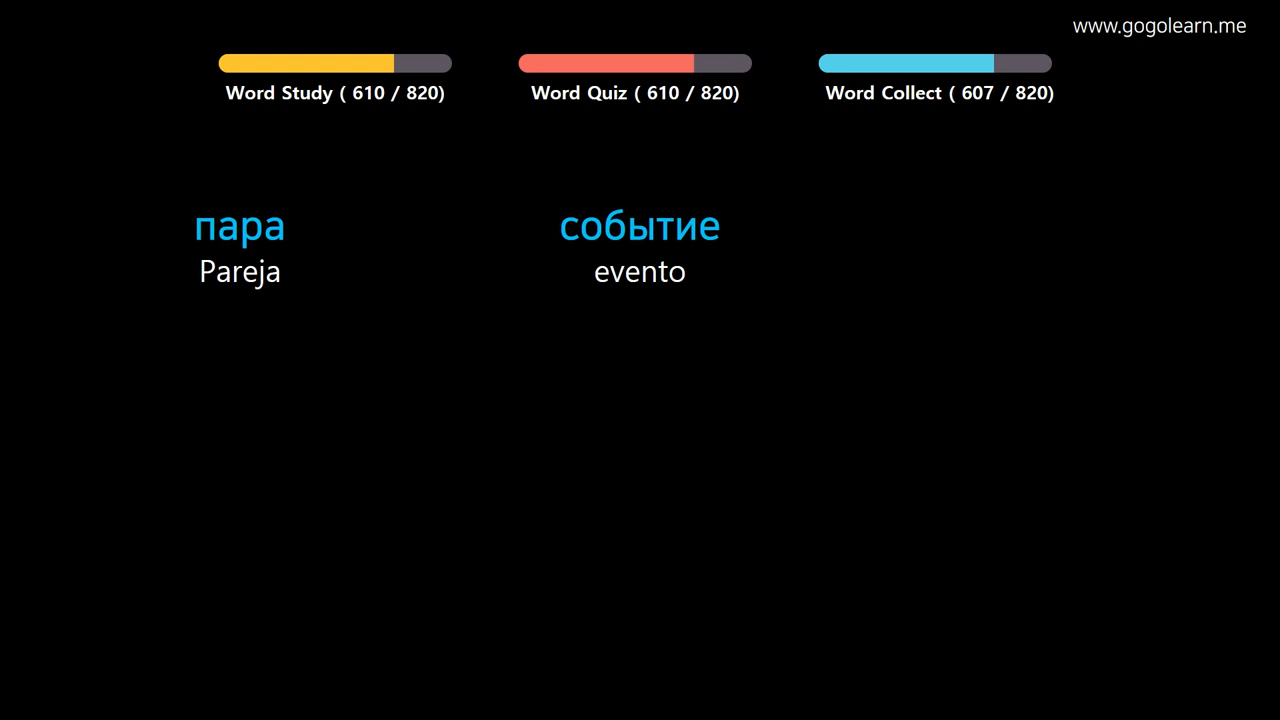 www.gogolearn.me
Word Study ( 610 / 820)
Word Quiz ( 610 / 820)
Word Collect ( 607 / 820)
пара
Pareja
событие
evento